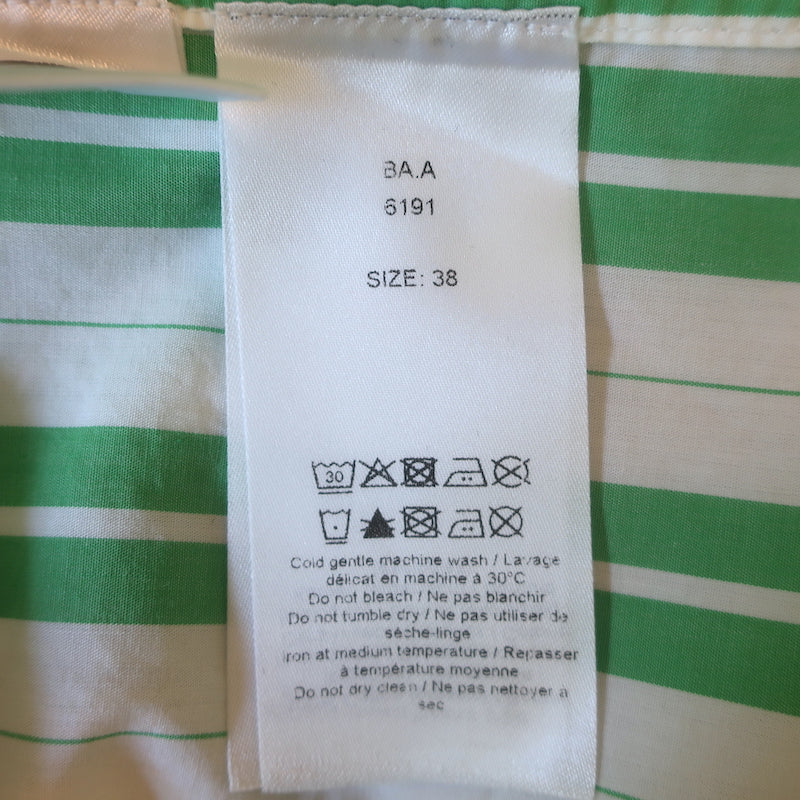 BA.A
6191
SIZE: 38
30
Cold gentle machine wash / Lavage
délicat en machine à 30°C
Do not bleach / Ne pas blanchir
Do not tumble dry / Ne pas utiliser de
sèche-linge
Iron at medium temperature / Repasser
à température moyenne
Do not dry clean / Ne pas nettoyer à
sec